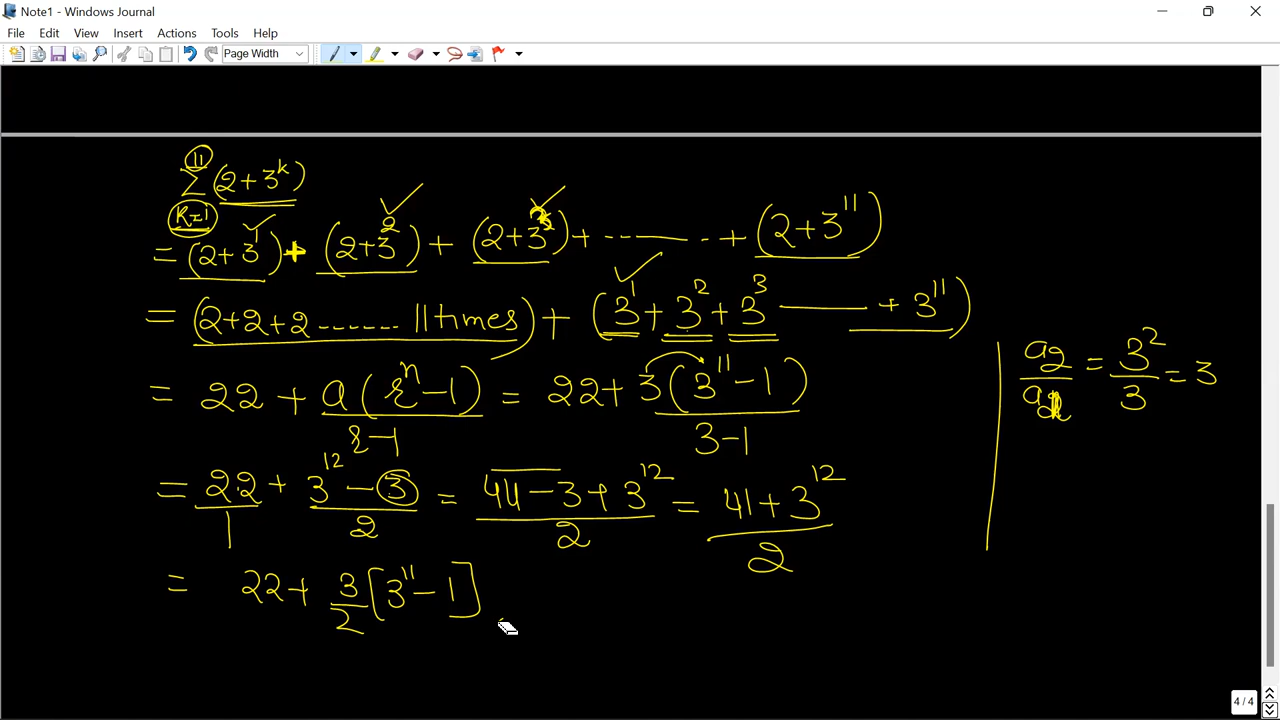 Note1 - Windows Journal
File Edit View Insert Actions Tools Help
Page Width
11
Σ (2+3^k)
K=1
= (2+3^1) + (2+3^2) + (2+3^3) + ------- + (2+3^11)
= (2+2+2 ....... 11 times) + (3^1 + 3^2 + 3^3 —— + 3^11)
= 22 + a(r^n-1)/r-1 = 22 + 3(3^11-1)/3-1
a2/a1 = 3^2/3 = 3
= 22/1 + 3^12-3/2 = 44-3+3^12/2 = 41+3^12/2
= 22 + 3/2[3^11-1]
4 / 4